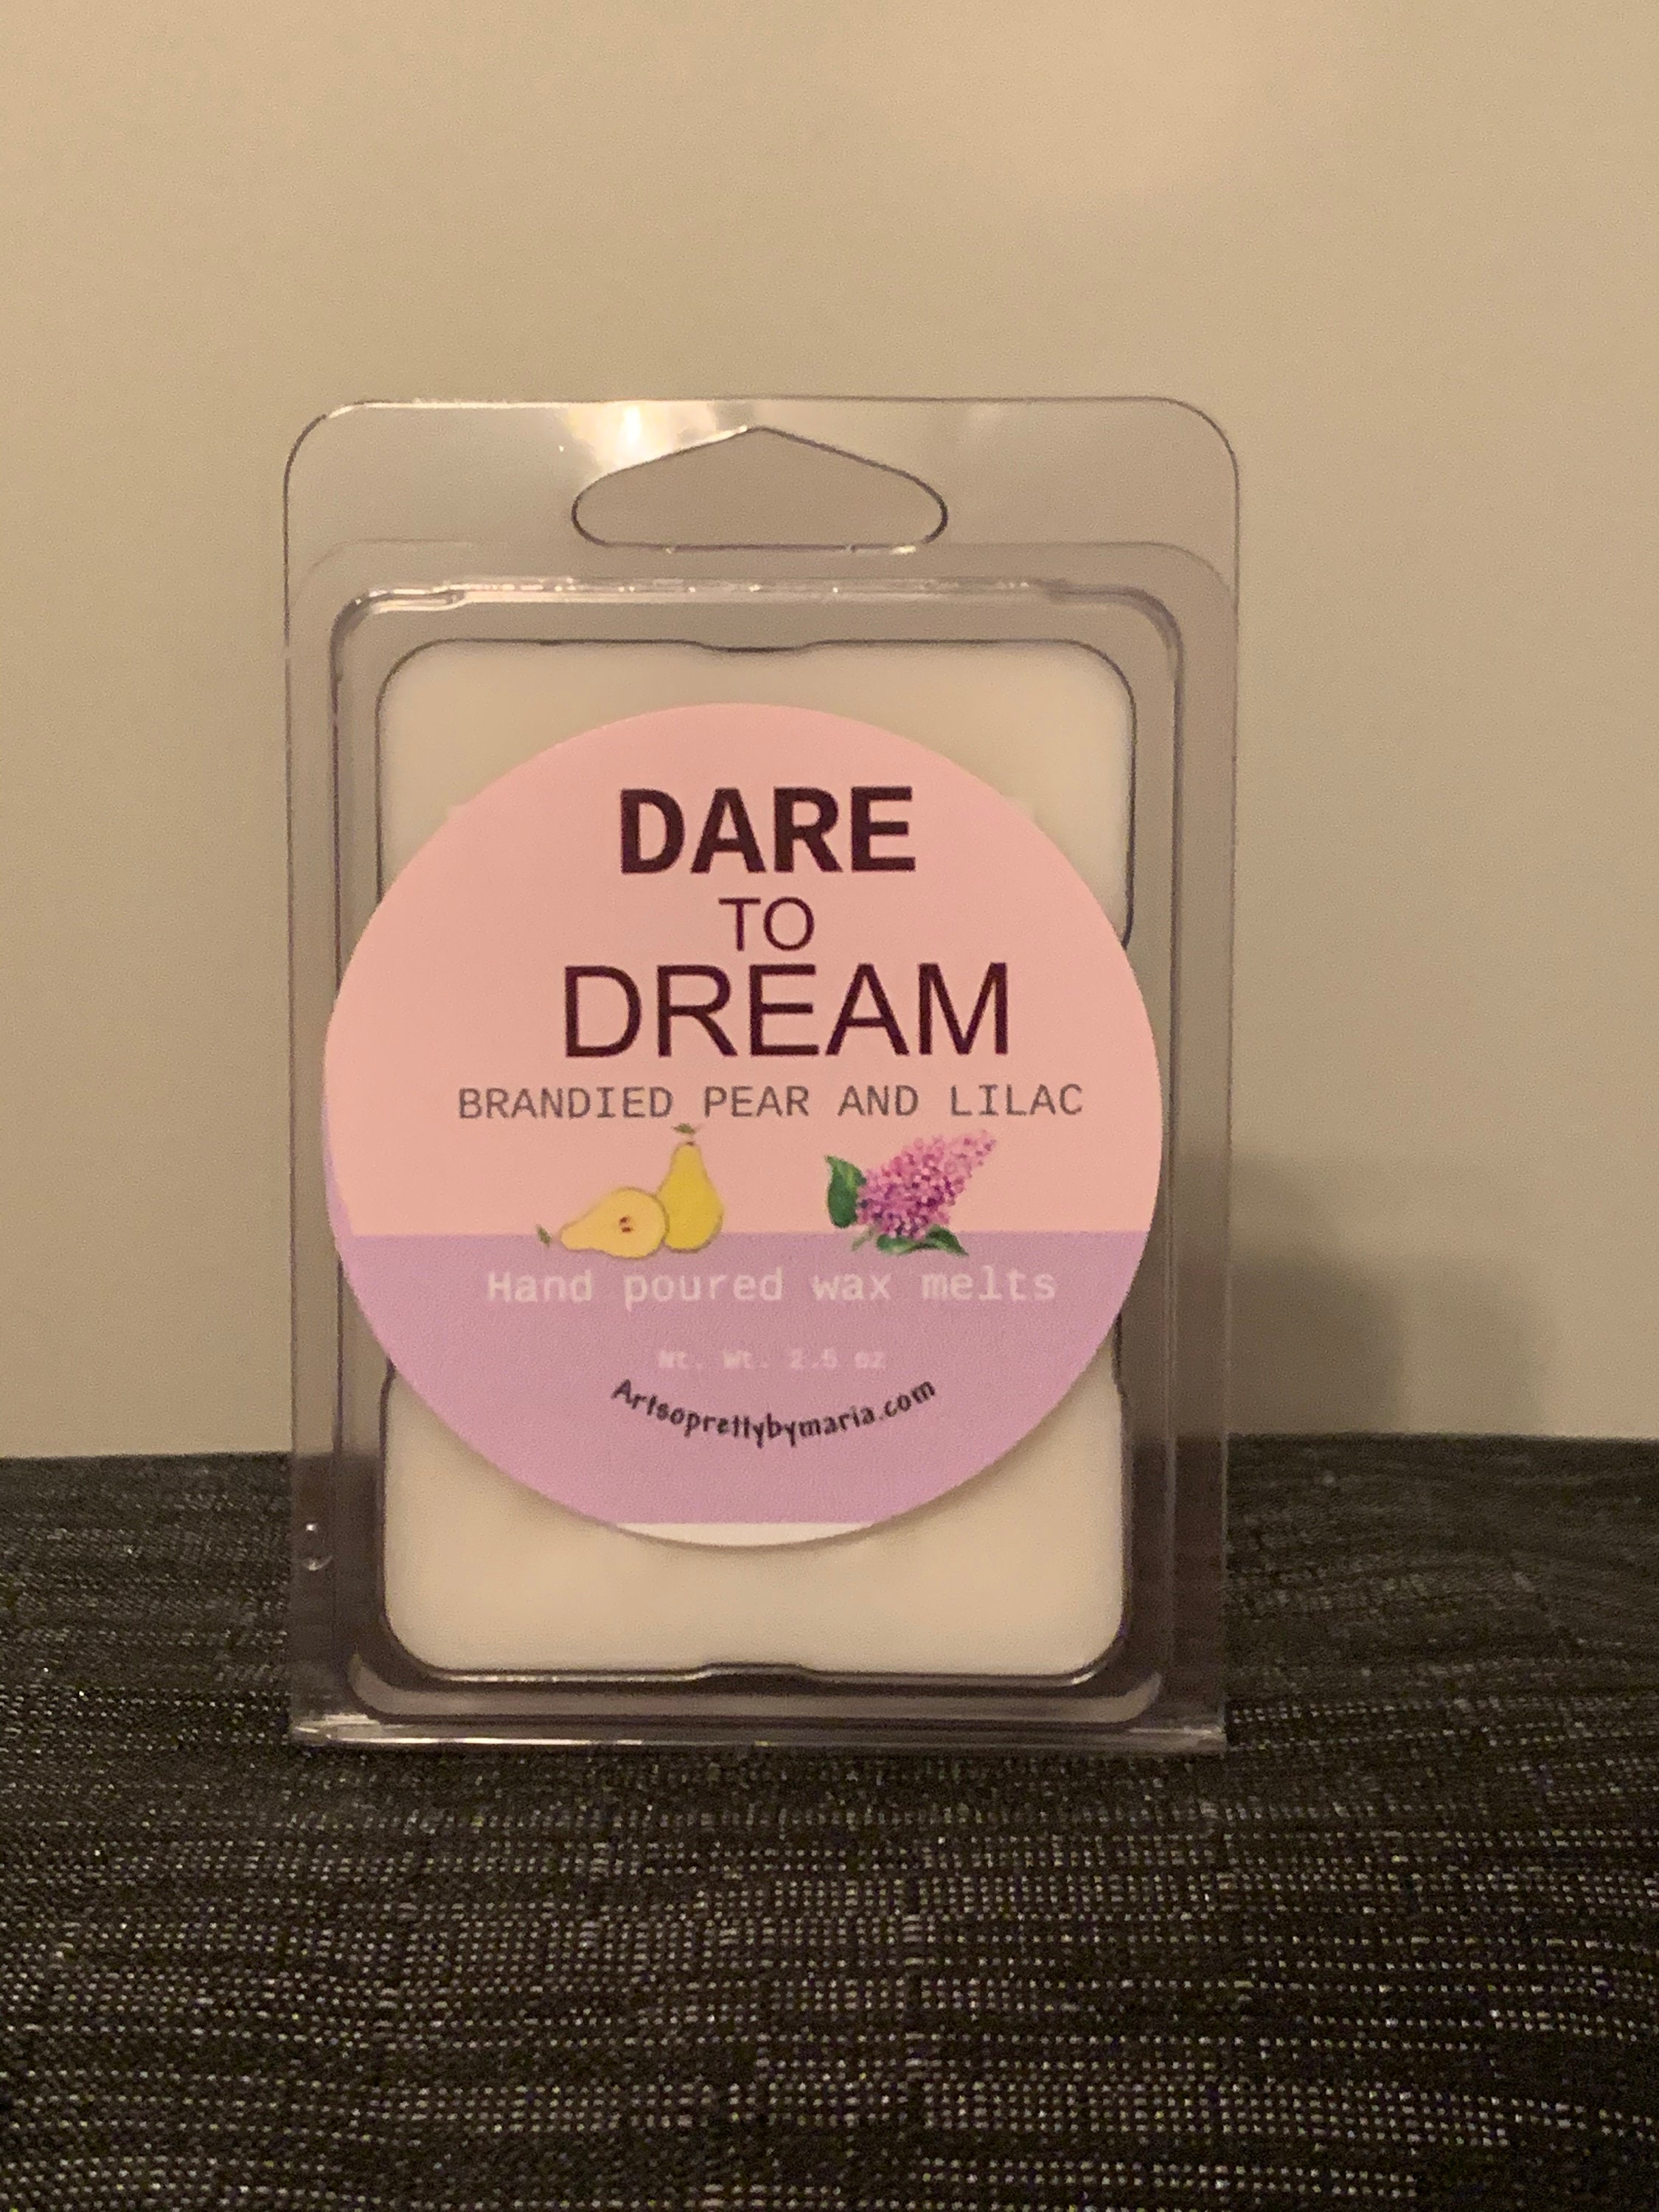 DARE
TO
DREAM
BRANDIED PEAR AND LILAC
Hand poured wax melts
Nt. Wt. 2.5 oz
Artsoprettybymaria.com